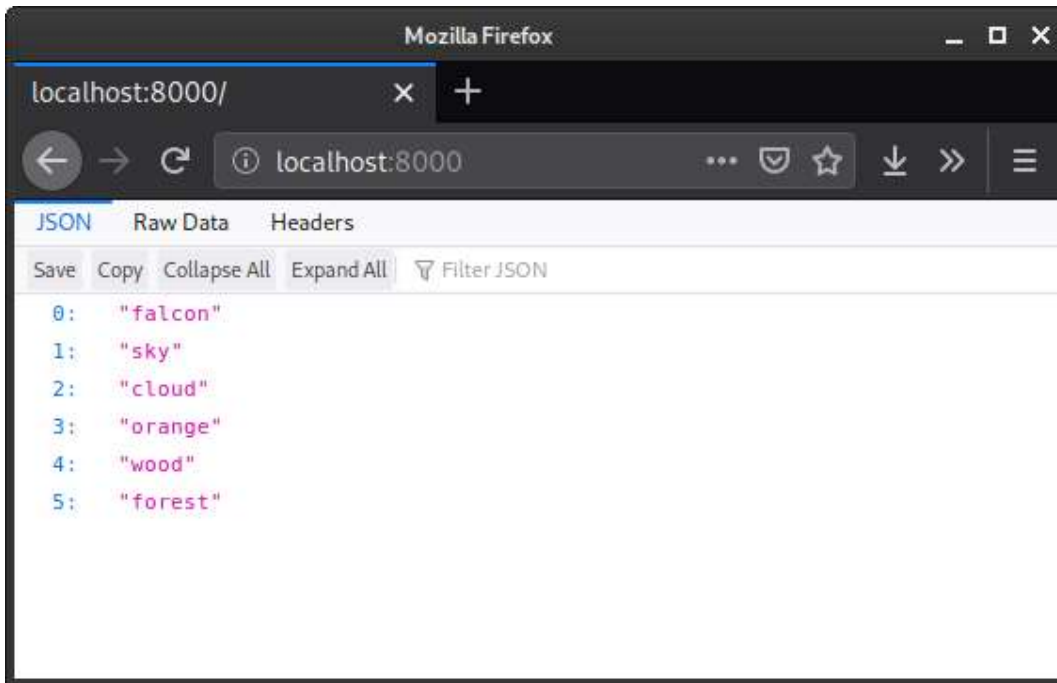 Mozilla Firefox
localhost:8000/
localhost:8000
JSON Raw Data Headers
Save Copy Collapse All Expand All Filter JSON
0: "falcon"
1: "sky"
2: "cloud"
3: "orange"
4: "wood"
5: "forest"